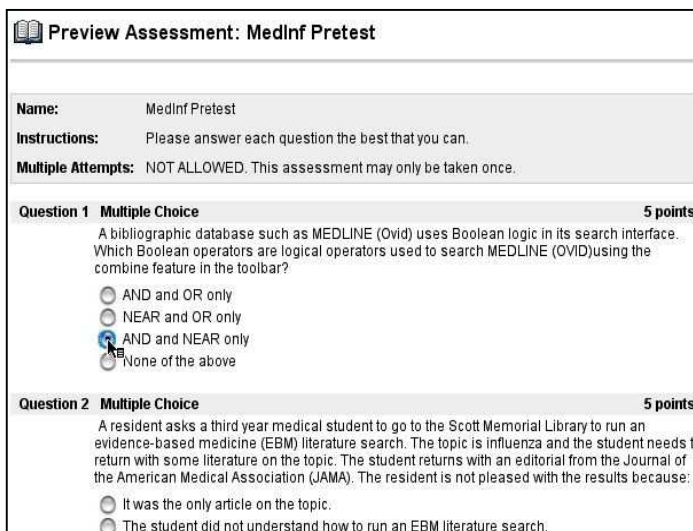 Preview Assessment: MedInf Pretest
Name: MedInf Pretest
Instructions: Please answer each question the best that you can.
Multiple Attempts: NOT ALLOWED. This assessment may only be taken once.
Question 1 Multiple Choice 5 points
A bibliographic database such as MEDLINE (Ovid) uses Boolean logic in its search interface.
Which Boolean operators are logical operators used to search MEDLINE (OVID)using the
combine feature in the toolbar?
AND and OR only
NEAR and OR only
AND and NEAR only
None of the above
Question 2 Multiple Choice 5 points
A resident asks a third year medical student to go to the Scott Memorial Library to run an
evidence-based medicine (EBM) literature search. The topic is influenza and the student needs
return with some literature on the topic. The student returns with an editorial from the Journal of
the American Medical Association (JAMA). The resident is not pleased with the results because:
It was the only article on the topic.
The student did not understand how to run an EBM literature search.